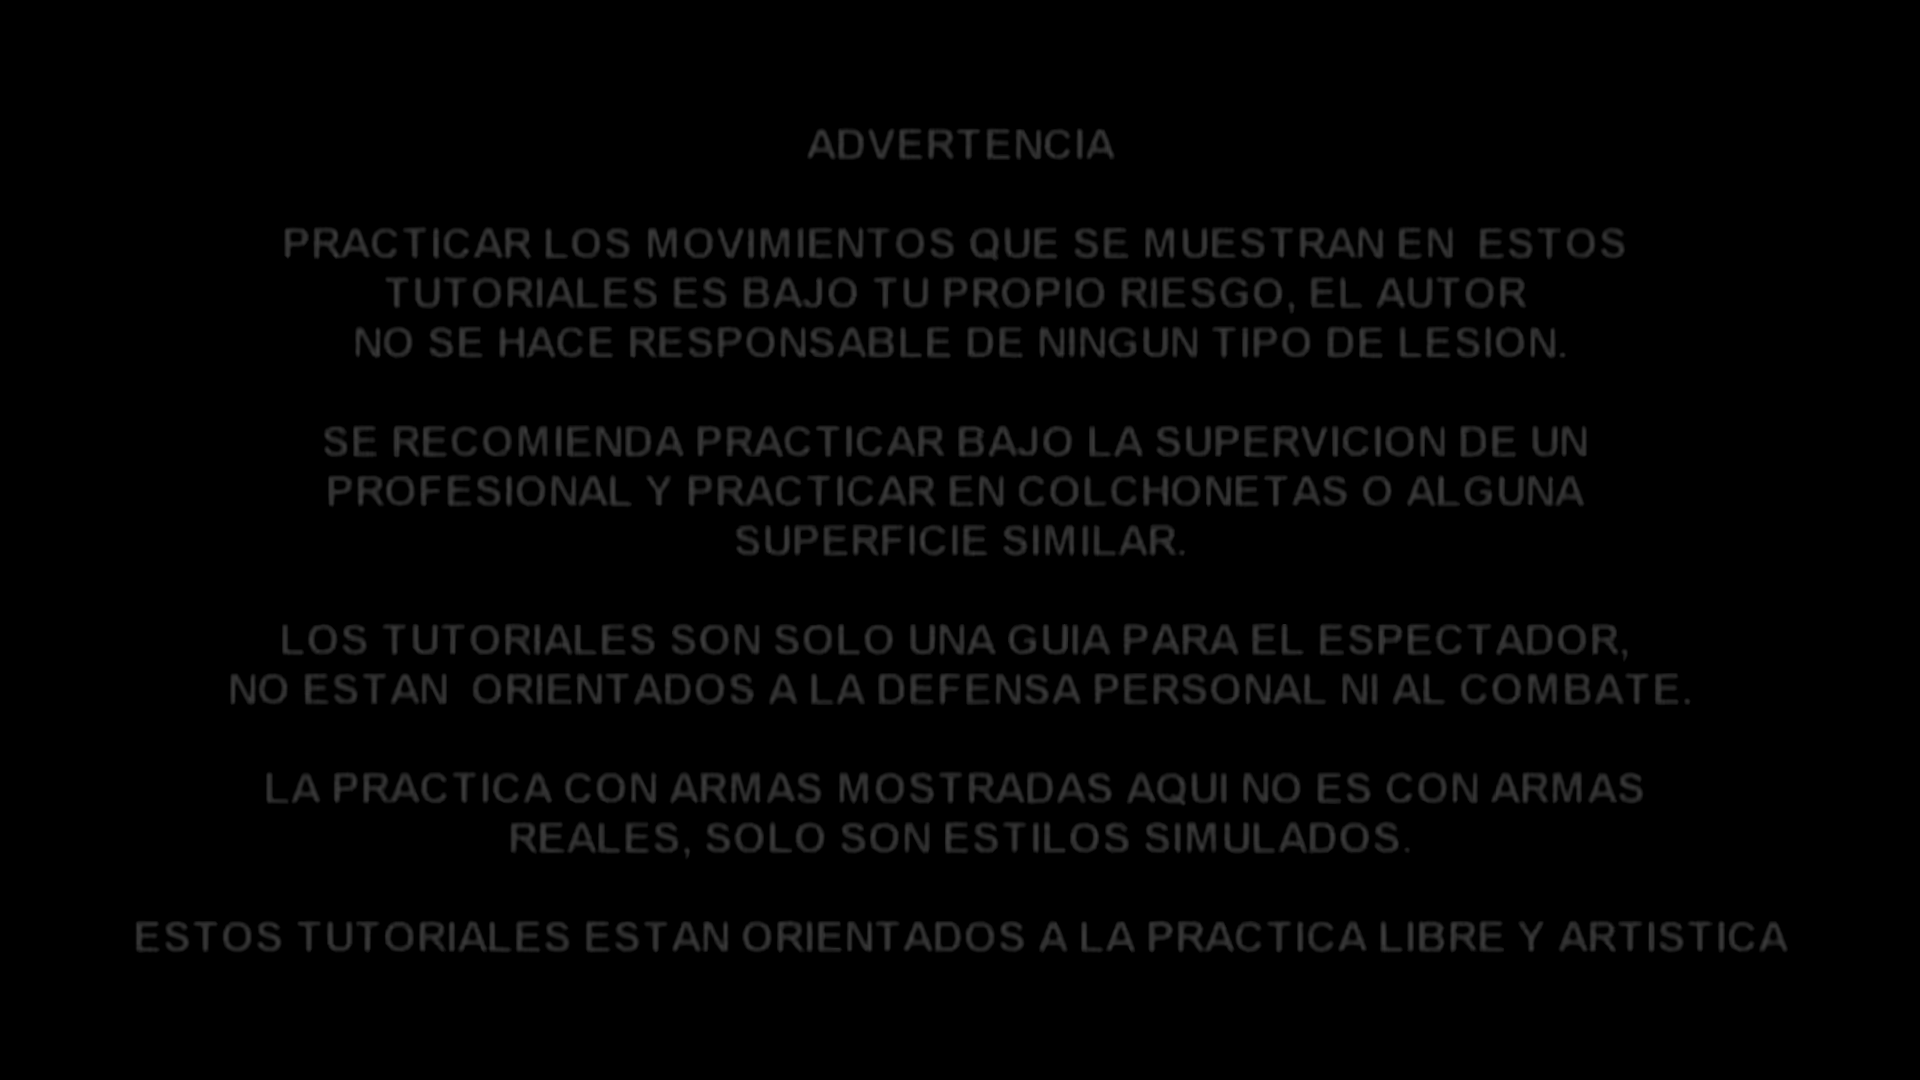 ADVERTENCIA
PRACTICAR LOS MOVIMIENTOS QUE SE MUESTRAN EN ESTOS
TUTORIALES ES BAJO TU PROPIO RIESGO, EL AUTOR
NO SE HACE RESPONSABLE DE NINGUN TIPO DE LESION.
SE RECOMIENDA PRACTICAR BAJO LA SUPERVICION DE UN
PROFESIONAL Y PRACTICAR EN COLCHONETAS O ALGUNA
SUPERFICIE SIMILAR.
LOS TUTORIALES SON SOLO UNA GUIA PARA EL ESPECTADOR,
NO ESTAN ORIENTADOS A LA DEFENSA PERSONAL NI AL COMBATE.
LA PRACTICA CON ARMAS MOSTRADAS AQUI NO ES CON ARMAS
REALES, SOLO SON ESTILOS SIMULADOS.
ESTOS TUTORIALES ESTAN ORIENTADOS A LA PRACTICA LIBRE Y ARTISTICA